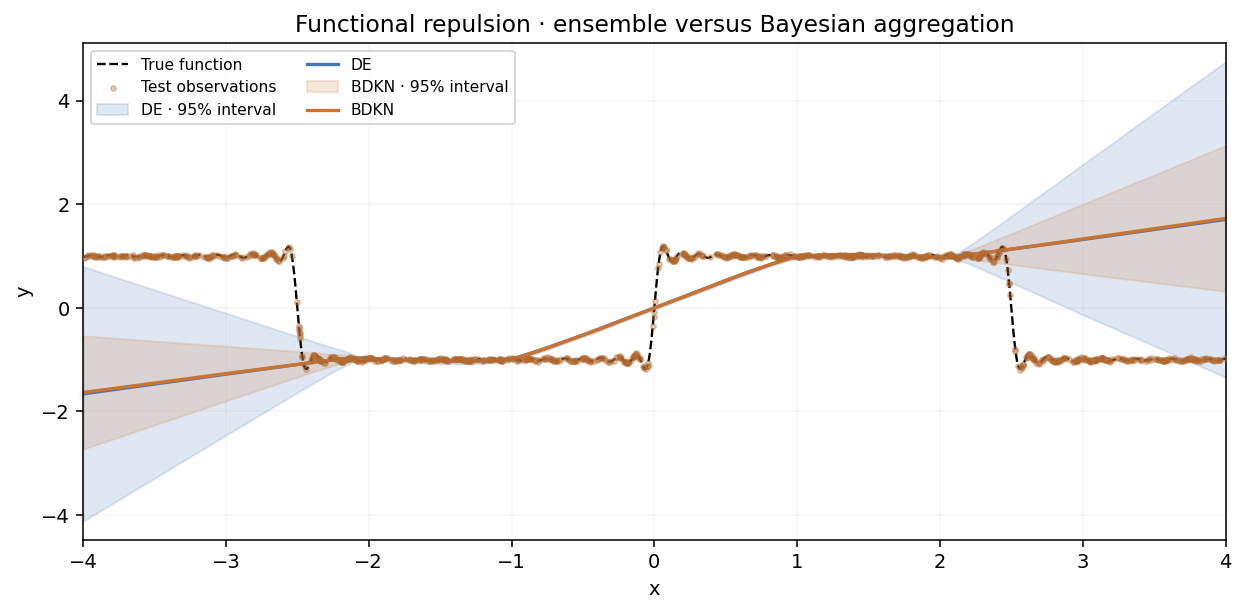 Functional repulsion · ensemble versus Bayesian aggregation
True function
Test observations
DE · 95% interval
DE
BDKN · 95% interval
BDKN
y
4
2
0
−2
−4
−4
−3
−2
−1
0
1
2
3
4
x